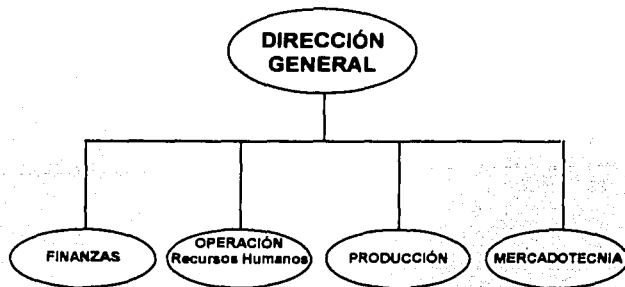 DIRECCIÓN
GENERAL
FINANZAS
OPERACIÓN
Recursos Humanos
PRODUCCIÓN
MERCADOTECNIA